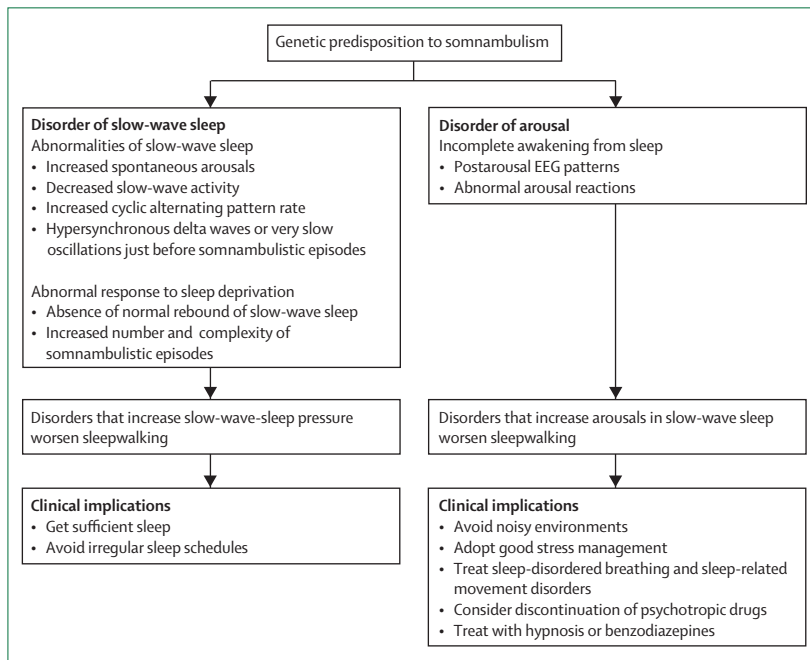 Genetic predisposition to somnambulism
Disorder of slow-wave sleep
Abnormalities of slow-wave sleep
• Increased spontaneous arousals
• Decreased slow-wave activity
• Increased cyclic alternating pattern rate
• Hypersynchronous delta waves or very slow
oscillations just before somnambulistic episodes
Abnormal response to sleep deprivation
• Absence of normal rebound of slow-wave sleep
• Increased number and complexity of
somnambulistic episodes
Disorder of arousal
Incomplete awakening from sleep
• Postarousal EEG patterns
• Abnormal arousal reactions
Disorders that increase slow-wave-sleep pressure
worsen sleepwalking
Disorders that increase arousals in slow-wave sleep
worsen sleepwalking
Clinical implications
• Get sufficient sleep
• Avoid irregular sleep schedules
Clinical implications
• Avoid noisy environments
• Adopt good stress management
• Treat sleep-disordered breathing and sleep-related
movement disorders
• Consider discontinuation of psychotropic drugs
• Treat with hypnosis or benzodiazepines